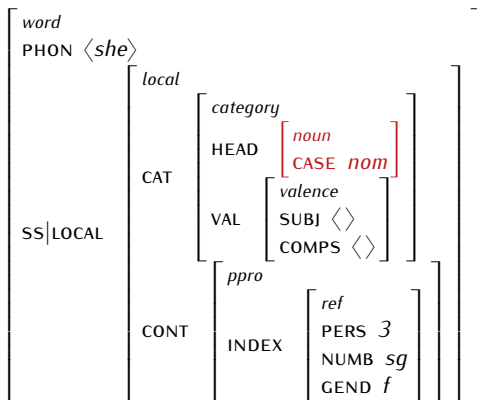 word
PHON ⟨she⟩
local
category
HEAD
noun
CASE nom
CAT
valence
VAL
SUBJ ⟨⟩
COMPS ⟨⟩
SS|LOCAL
ppro
ref
PERS 3
CONT
INDEX
NUMB sg
GEND f